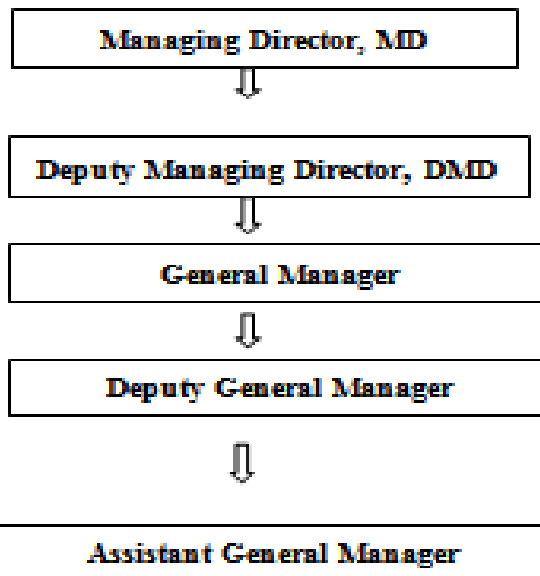 Managing Director, MD
Deputy Managing Director, DMD
General Manager
Deputy General Manager
Assistant General Manager